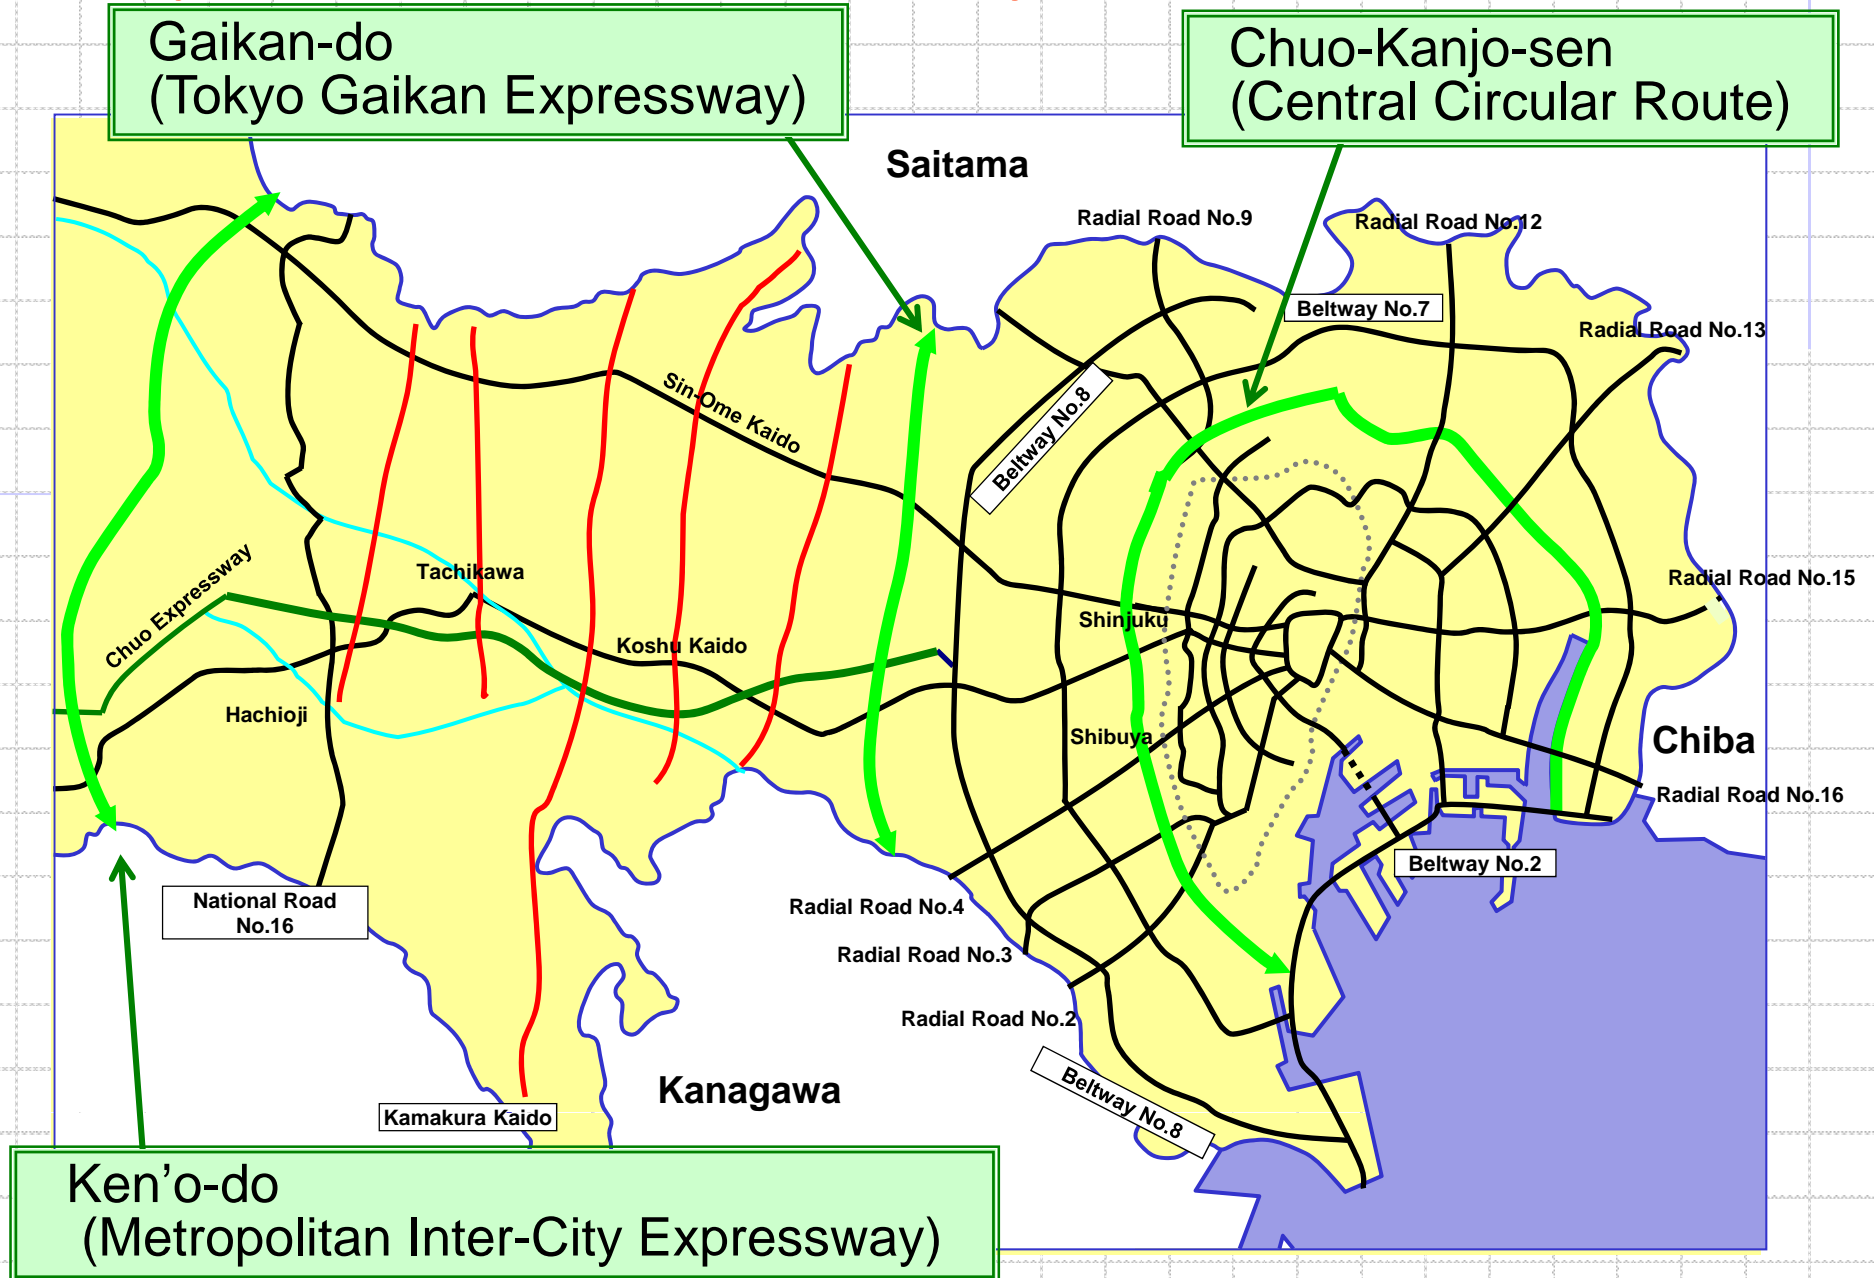 Gaikan-do
(Tokyo Gaikan Expressway)
Chuo-Kanjo-sen
(Central Circular Route)
Saitama
Radial Road No.9
Radial Road No.12
Beltway No.7
Radial Road No.13
Sin-Ome Kaido
Beltway No.8
Chuo Expressway
Tachikawa
Radial Road No.15
Shinjuku
Koshu Kaido
Hachioji
Shibuya
Chiba
Radial Road No.16
Beltway No.2
National Road
No.16
Radial Road No.4
Radial Road No.3
Radial Road No.2
Kanagawa
Beltway No.8
Kamakura Kaido
Ken’o-do
(Metropolitan Inter-City Expressway)